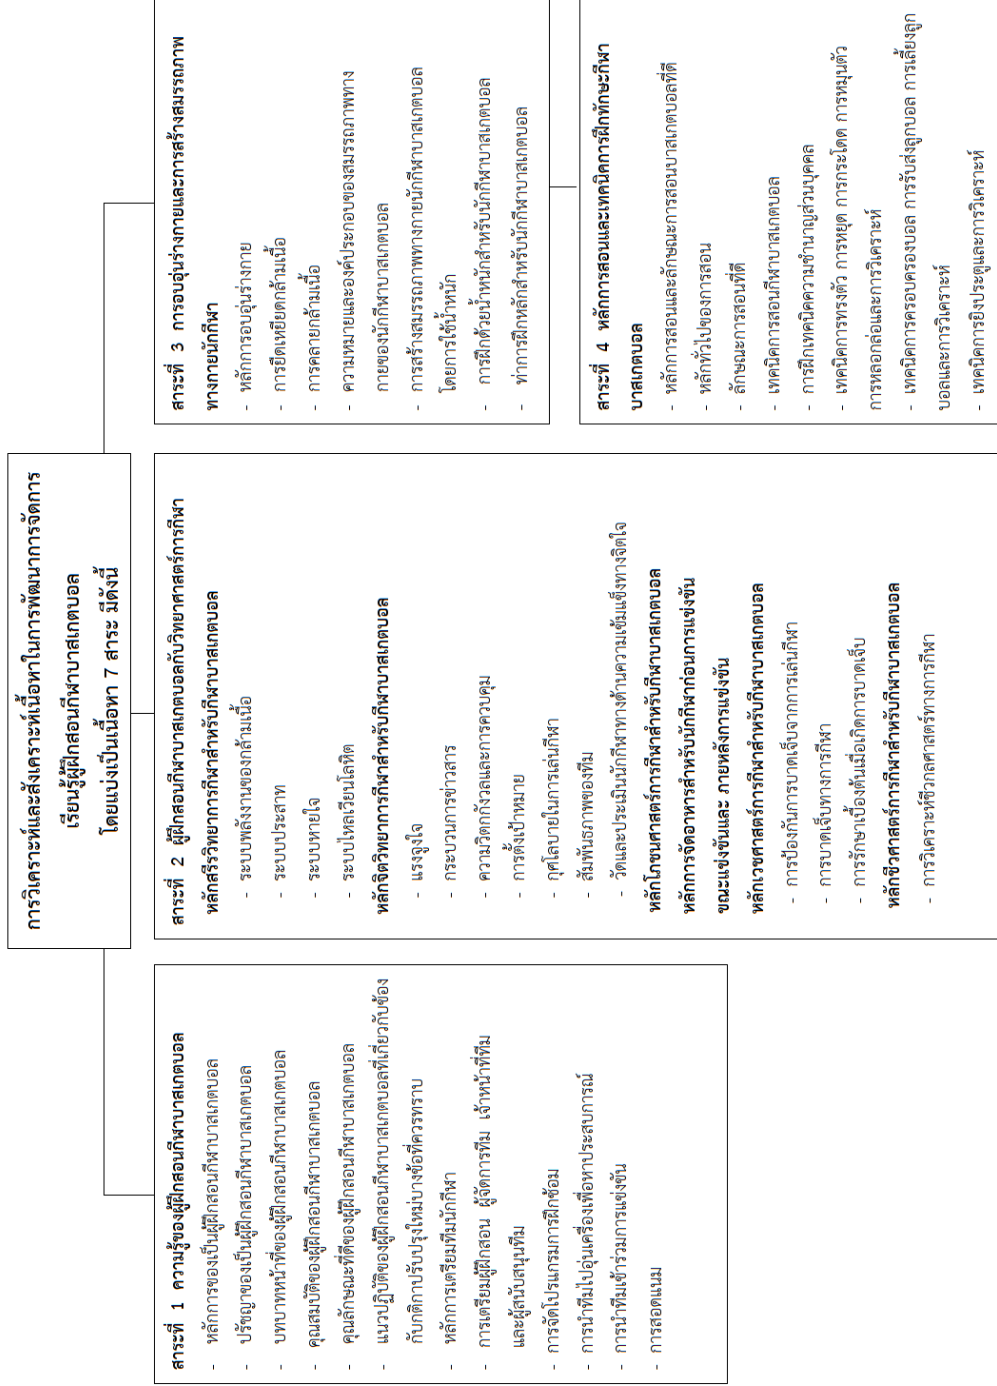 การวิเคราะห์และสังเคราะห์เนื้อหาในการพัฒนาการจัดการ
เรียนรู้ผู้ฝึกสอนกีฬาบาสเกตบอล
โดยแบ่งเป็นเนื้อหา 7 สาระ มีดังนี้
สาระที่ 1 ความรู้ของผู้ฝึกสอนกีฬาบาสเกตบอล
- หลักการของเป็นผู้ฝึกสอนกีฬาบาสเกตบอล
- ปรัชญาของเป็นผู้ฝึกสอนกีฬาบาสเกตบอล
- บทบาทหน้าที่ของผู้ฝึกสอนกีฬาบาสเกตบอล
- คุณสมบัติของผู้ฝึกสอนกีฬาบาสเกตบอล
- คุณลักษณะที่ดีของผู้ฝึกสอนกีฬาบาสเกตบอล
- แนวปฏิบัติของผู้ฝึกสอนกีฬาบาสเกตบอลที่เกี่ยวกับข้อง
กับกติกาปรับปรุงใหม่บางข้อที่ควรทราบ
- หลักการเตรียมทีมนักกีฬา
- การเตรียมผู้ฝึกสอน ผู้จัดการทีม เจ้าหน้าที่ทีม
และผู้สนับสนุนทีม
- การจัดโปรแกรมการฝึกซ้อม
- การนำทีมไปอุ่นเครื่องเพื่อหาประสบการณ์
- การนำทีมเข้าร่วมการแข่งขัน
- การสอดแนม
สาระที่ 2 ผู้ฝึกสอนกีฬาบาสเกตบอลกับวิทยาศาสตร์การกีฬา
หลักสรีรวิทยาการกีฬาสำหรับกีฬาบาสเกตบอล
- ระบบพลังงานของกล้ามเนื้อ
- ระบบประสาท
- ระบบหายใจ
- ระบบไหลเวียนโลหิต
หลักจิตวิทยาการกีฬาสำหรับกีฬาบาสเกตบอล
- แรงจูงใจ
- กระบวนการข่าวสาร
- ความวิตกกังวลและการควบคุม
- การตั้งเป้าหมาย
- กุศโลบายในการเล่นกีฬา
- สัมพันธภาพของทีม
- วัดและประเมินนักกีฬาทางด้านความเข้มแข็งทางจิตใจ
หลักโภชนศาสตร์การกีฬาสำหรับกีฬาบาสเกตบอล
หลักการจัดอาหารสำหรับนักกีฬาก่อนการแข่งขัน
ขณะแข่งขันและ ภายหลังการแข่งขัน
หลักเวชศาสตร์การกีฬาสำหรับกีฬาบาสเกตบอล
- การป้องกันการบาดเจ็บจากการเล่นกีฬา
- การบาดเจ็บทางการกีฬา
- การรักษาเบื้องต้นเมื่อเกิดการบาดเจ็บ
หลักชีวศาสตร์การกีฬาสำหรับกีฬาบาสเกตบอล
- การวิเคราะห์ชีวกลศาสตร์ทางการกีฬา
สาระที่ 3 การอบอุ่นร่างกายและการสร้างสมรรถภาพ
ทางกายนักกีฬา
- หลักการอบอุ่นร่างกาย
- การยืดเหยียดกล้ามเนื้อ
- การคลายกล้ามเนื้อ
- ความหมายและองค์ประกอบของสมรรถภาพทาง
กายของนักกีฬาบาสเกตบอล
- การสร้างสมรรถภาพทางกายนักกีฬาบาสเกตบอล
โดยการใช้น้ำหนัก
- การฝึกด้วยน้ำหนักสำหรับนักกีฬาบาสเกตบอล
- ท่าการฝึกหลักสำหรับนักกีฬาบาสเกตบอล
สาระที่ 4 หลักการสอนและเทคนิคการฝึกทักษะกีฬา
บาสเกตบอล
- หลักการสอนและลักษณะการสอนบาสเกตบอลที่ดี
- หลักทั่วไปของการสอน
- ลักษณะการสอนที่ดี
- เทคนิคการสอนกีฬาบาสเกตบอล
- การฝึกเทคนิคความชำนาญส่วนบุคคล
- เทคนิคการทรงตัว การหยุด การกระโดด การหมุนตัว
การหลอกล่อและการวิเคราะห์
- เทคนิคการครอบครองบอล การรับส่งลูกบอล การเลี้ยงลูก
บอลและการวิเคราะห์
- เทคนิคการยิงประตูและการวิเคราะห์